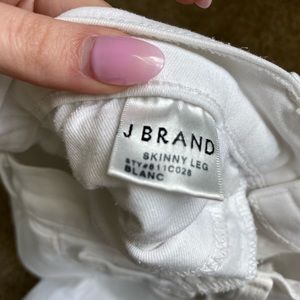 J BRAND
SKINNY LEG
STY#811C028
BLANC